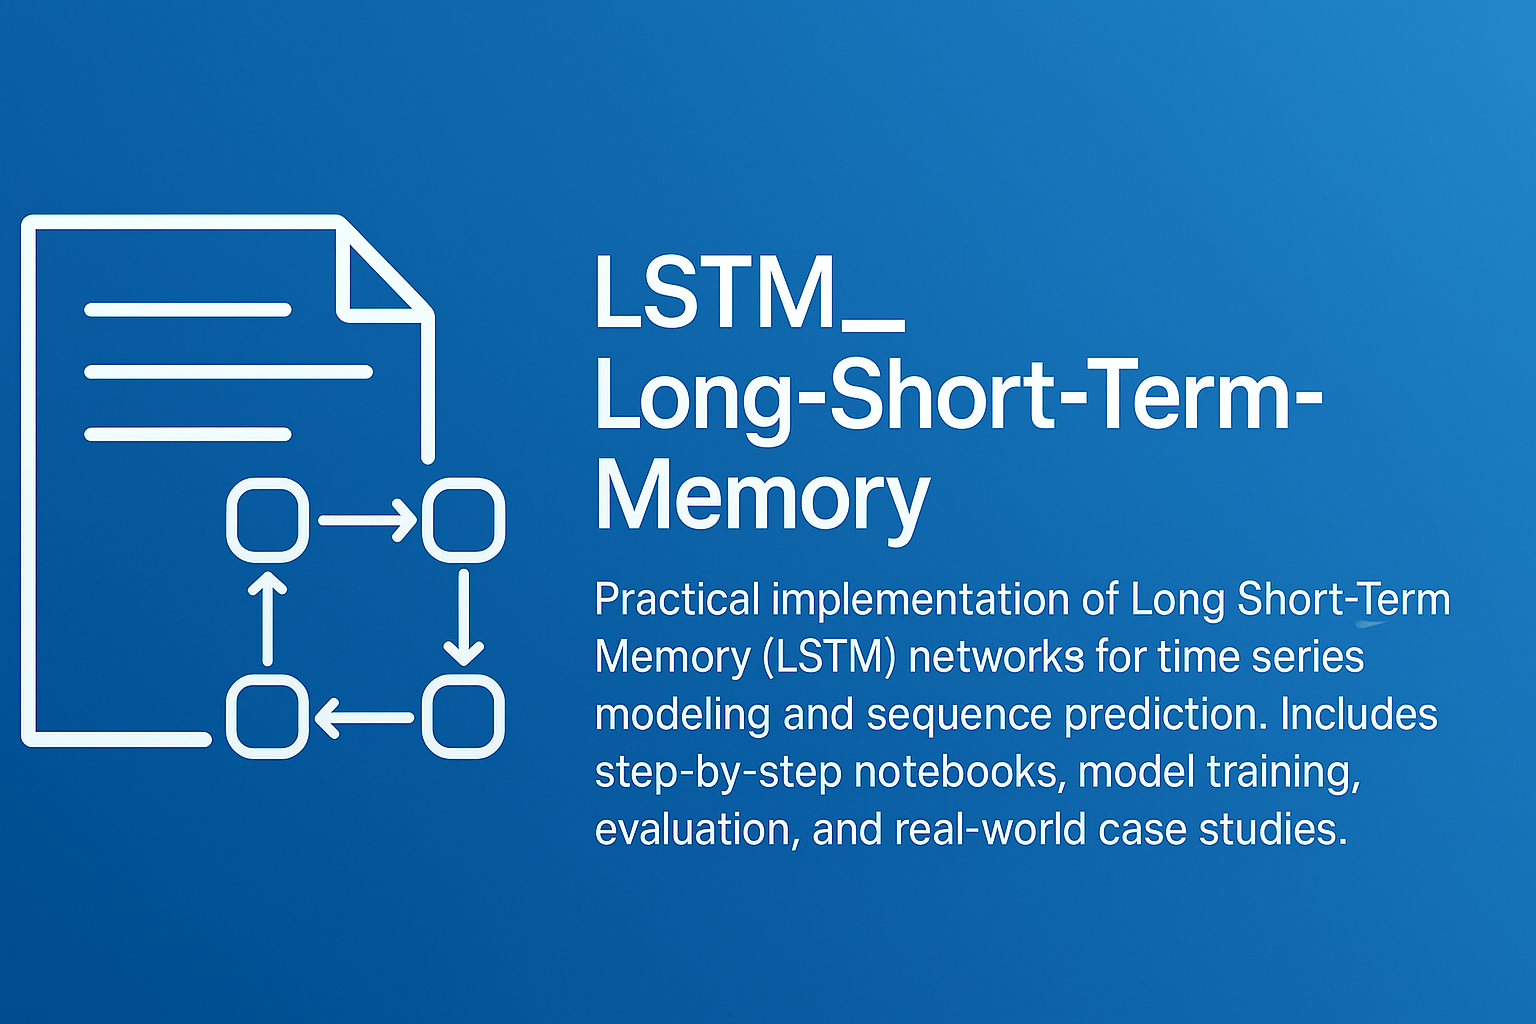 LSTM_
Long-Short-Term-
Memory
Practical implementation of Long Short-Term
Memory (LSTM) networks for time series
modeling and sequence prediction. Includes
step-by-step notebooks, model training,
evaluation, and real-world case studies.